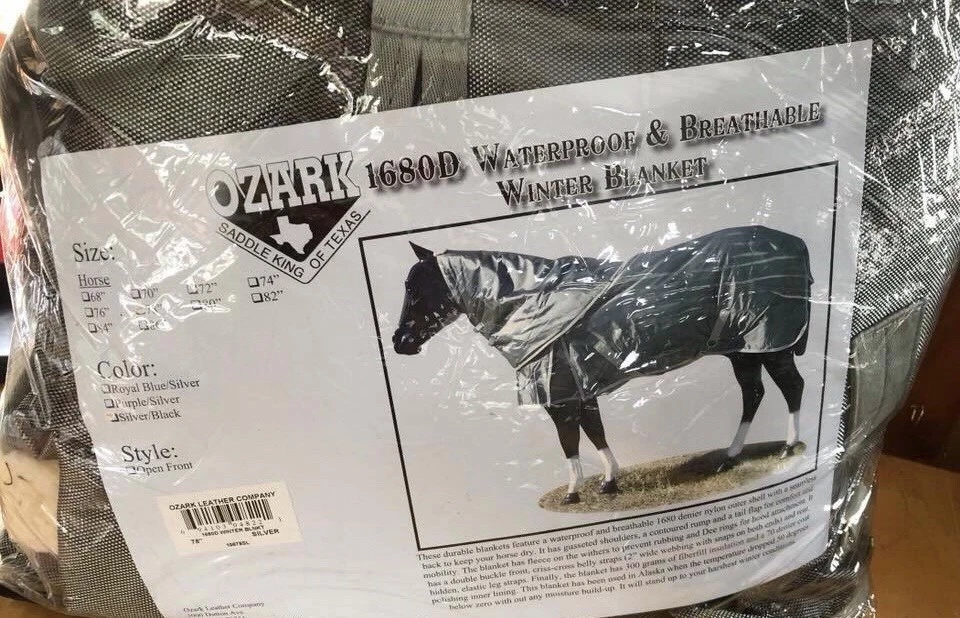 OZARK
SADDLE KING OF TEXAS
1680D WATERPROOF & BREATHABLE
WINTER BLANKET
Size:
Horse
68" 70" 72" 74"
76" 80" 82"
84"
Color:
Royal Blue/Silver
Purple/Silver
Silver/Black
Style:
Open Front
OZARK LEATHER COMPANY
1680D WINTER BLNKT
78" SILVER
These durable blankets feature a waterproof and breathable 1680 denier nylon outer shell with a seamless
back to keep your horse dry. It has gusseted shoulders, a contoured rump and a tail flap for comfort and
mobility. The blanket has fleece on the withers to prevent rubbing and Dee rings for hood attachment. It
has a double buckle front, criss-cross belly straps (2" wide webbing with snaps on both ends) and rear,
hidden, elastic leg straps. Finally, the blanket has 300 grams of fiberfill insulation and a 70 denier coat
polishing inner lining. This blanket has been used in Alaska when the temperature dropped 50 degrees
below zero with out any moisture build-up. It will stand up to your harshest winter conditions.
Ozark Leather Company